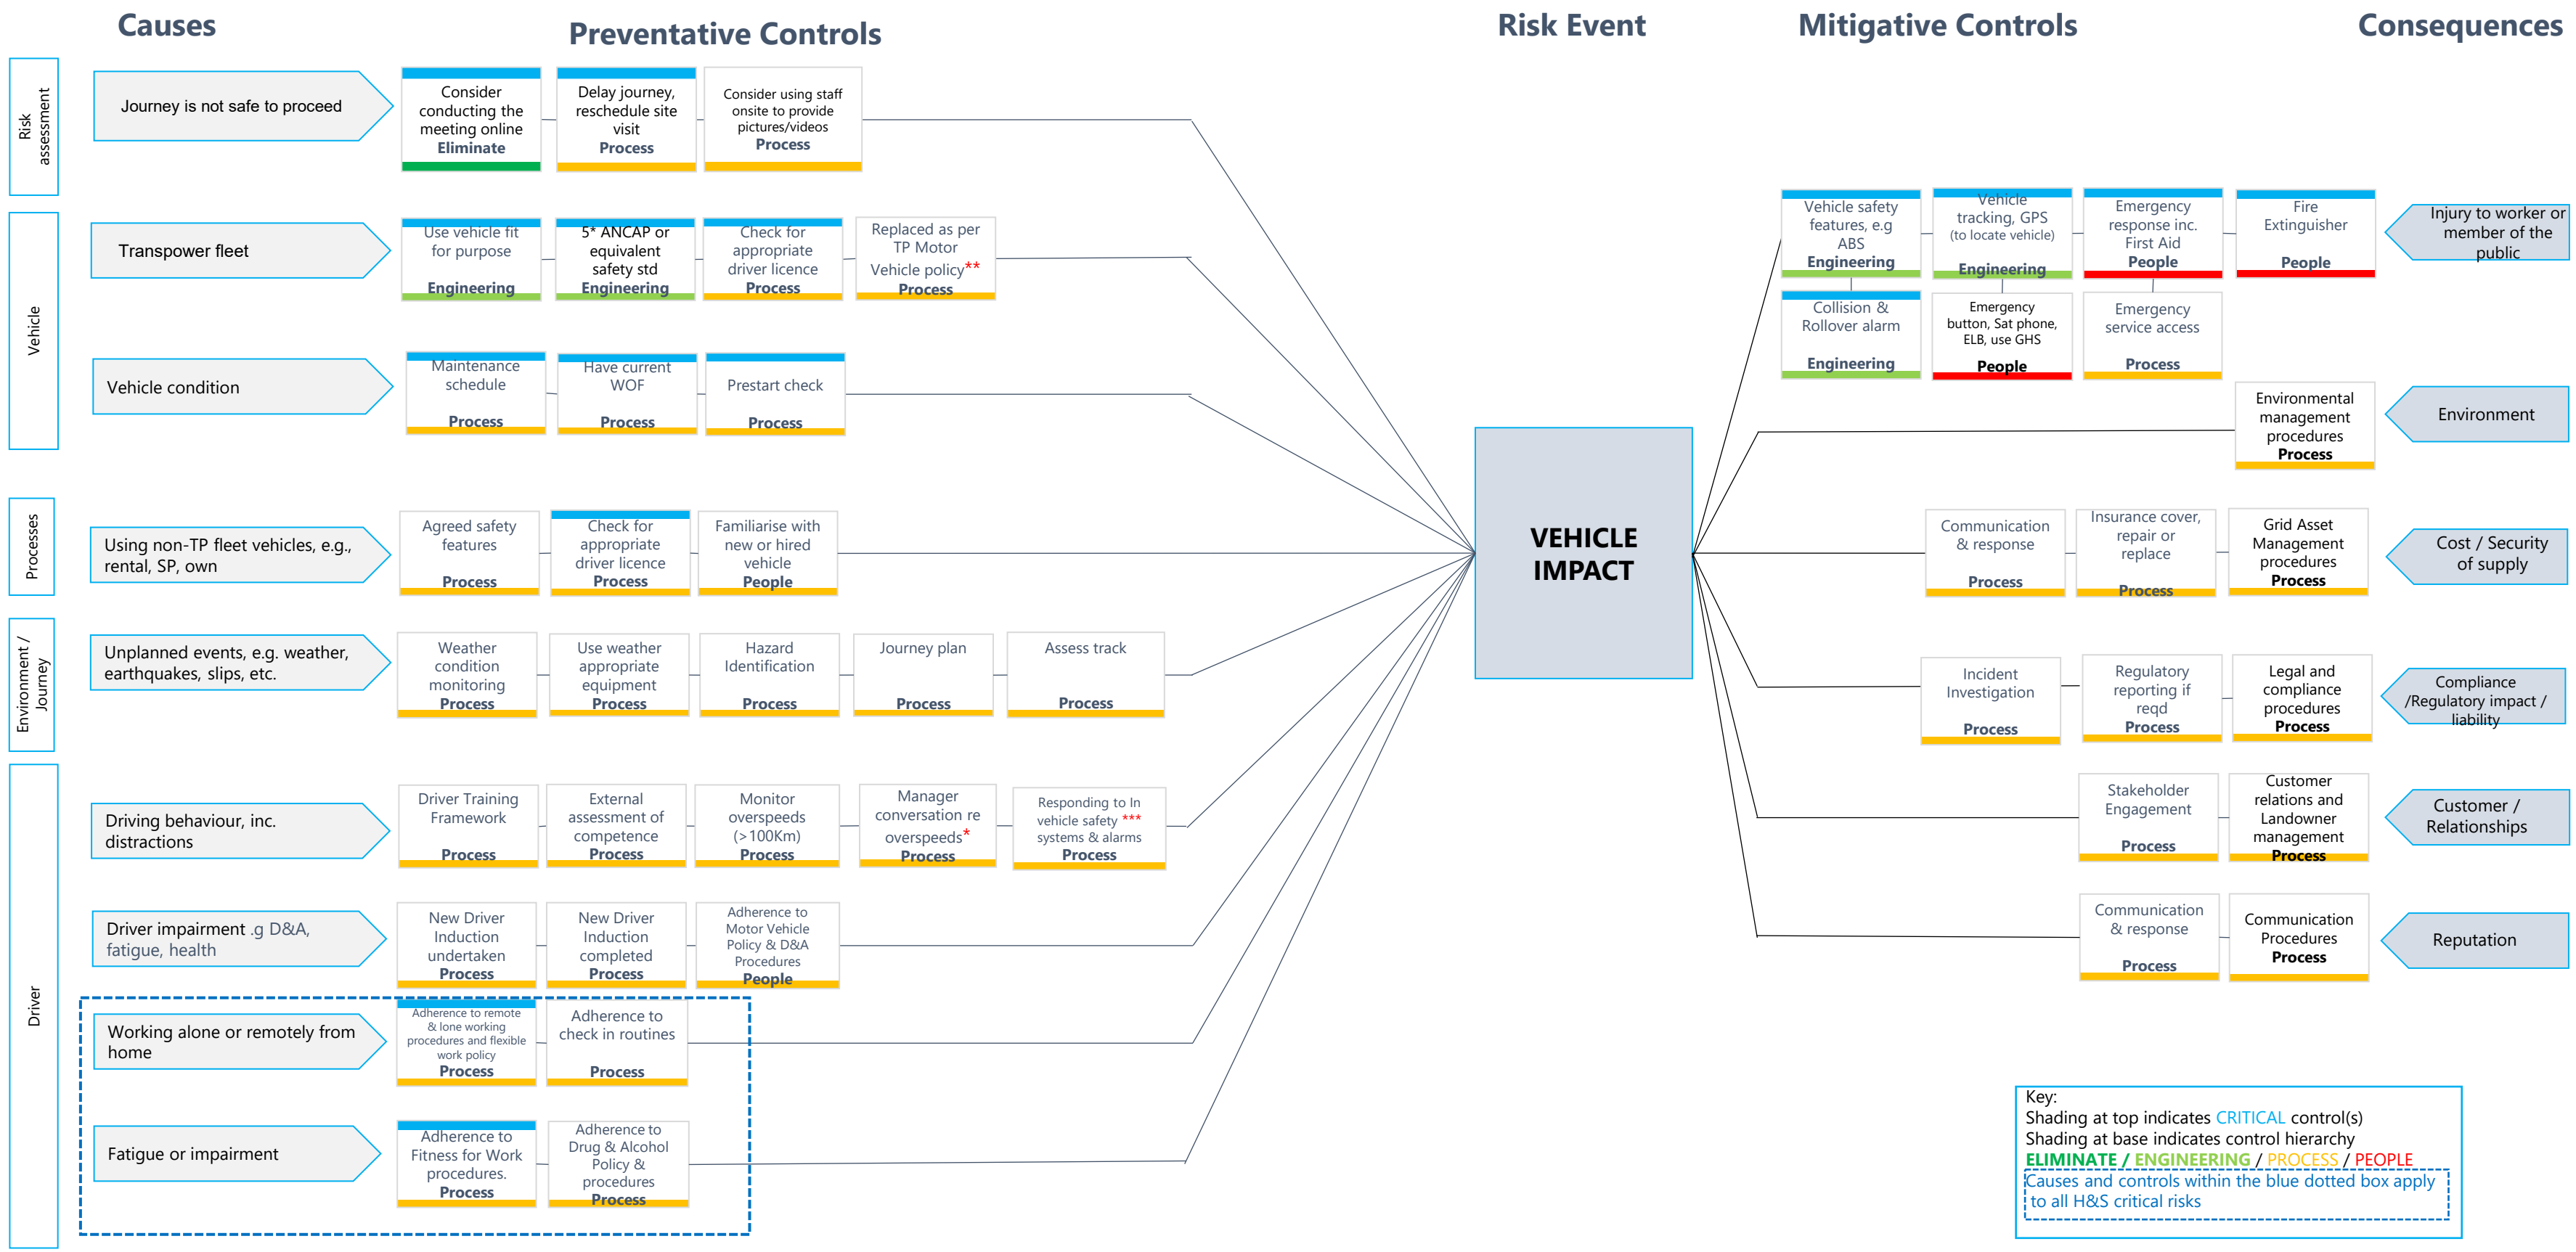 Causes
Preventative Controls
Risk Event
Mitigative Controls
Consequences
Risk
assessment
Journey is not safe to proceed
Consider
conducting the
meeting online
Eliminate
Delay journey,
reschedule site
visit
Process
Consider using staff
onsite to provide
pictures/videos
Process
Vehicle
Transpower fleet
Use vehicle fit
for purpose
Engineering
5* ANCAP or
equivalent
safety std
Engineering
Check for
appropriate
driver licence
Process
Replaced as per
TP Motor
Vehicle policy**
Process
Vehicle condition
Maintenance
schedule
Process
Have current
WOF
Process
Prestart check
Process
Processes
Using non-TP fleet vehicles, e.g.,
rental, SP, own
Agreed safety
features
Process
Check for
appropriate
driver licence
Process
Familiarise with
new or hired
vehicle
People
Environment /
Journey
Unplanned events, e.g. weather,
earthquakes, slips, etc.
Weather
condition
monitoring
Process
Use weather
appropriate
equipment
Process
Hazard
Identification
Process
Journey plan
Process
Assess track
Process
Driver
Driving behaviour, inc.
distractions
Driver Training
Framework
Process
External
assessment of
competence
Process
Monitor
overspeeds
(>100Km)
Process
Manager
conversation re
overspeeds*
Process
Responding to In
vehicle safety ***
systems & alarms
Process
Driver impairment .g D&A,
fatigue, health
New Driver
Induction
undertaken
Process
New Driver
Induction
completed
Process
Adherence to
Motor Vehicle
Policy & D&A
Procedures
People
Working alone or remotely from
home
Adherence to remote
& lone working
procedures and flexible
work policy
Process
Adherence to
check in routines
Process
Fatigue or impairment
Adherence to
Fitness for Work
procedures.
Process
Adherence to
Drug & Alcohol
Policy &
procedures
Process
VEHICLE
IMPACT
Vehicle safety
features, e.g
ABS
Engineering
Vehicle
tracking, GPS
(to locate vehicle)
Engineering
Emergency
response inc.
First Aid
People
Fire
Extinguisher
People
Injury to worker or
member of the
public
Collision &
Rollover alarm
Engineering
Emergency
button, Sat phone,
ELB, use GHS
People
Emergency
service access
Process
Environmental
management
procedures
Process
Environment
Communication
& response
Process
Insurance cover,
repair or
replace
Process
Grid Asset
Management
procedures
Process
Cost / Security
of supply
Incident
Investigation
Process
Regulatory
reporting if
reqd
Process
Legal and
compliance
procedures
Process
Compliance
/Regulatory impact /
liability
Stakeholder
Engagement
Process
Customer
relations and
Landowner
management
Process
Customer /
Relationships
Communication
& response
Process
Communication
Procedures
Process
Reputation
Key:
Shading at top indicates CRITICAL control(s)
Shading at base indicates control hierarchy
ELIMINATE / ENGINEERING / PROCESS / PEOPLE
Causes and controls within the blue dotted box apply
to all H&S critical risks